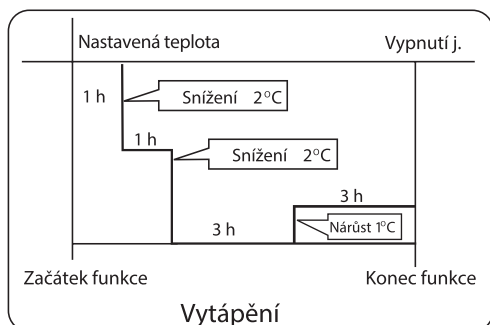 Nastavená teplota
Vypnutí j.
1 h
Snížení 2°C
1 h
Snížení 2°C
3 h
3 h
Nárůst 1°C
Začátek funkce
Konec funkce
Vytápění